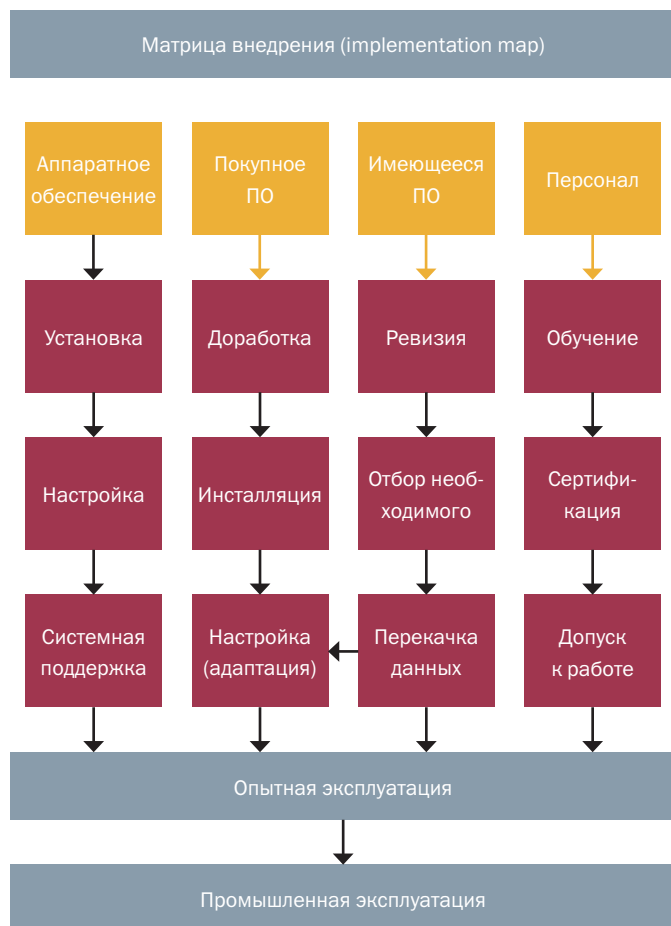 Матрица внедрения (implementation map)
Аппаратное
обеспечение
Покупное
ПО
Имеющееся
ПО
Персонал
Установка
Доработка
Ревизия
Обучение
Настройка
Инсталляция
Отбор необ-
ходимого
Сертифи-
кация
Системная
поддержка
Настройка
(адаптация)
Перекачка
данных
Допуск
к работе
Опытная эксплуатация
Промышленная эксплуатация